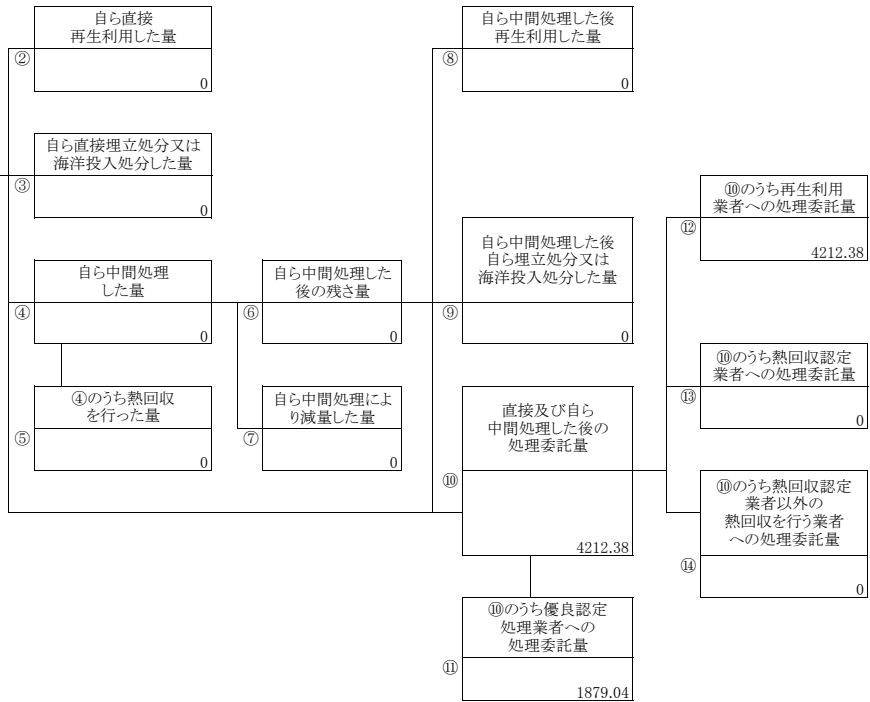 自ら直接
再生利用した量
②
0
自ら直接埋立処分又は
海洋投入処分した量
③
0
自ら中間処理
した量
④
0
④のうち熱回収
を行った量
⑤
0
自ら中間処理した
後の残さ量
⑥
0
自ら中間処理によ
り減量した量
⑦
0
自ら中間処理した後
再生利用した量
⑧
0
自ら中間処理した後
自ら埋立処分又は
海洋投入処分した量
⑨
0
直接及び自ら
中間処理した後の
処理委託量
⑩
4212.38
⑩のうち優良認定
処理業者への
処理委託量
⑪
1879.04
⑩のうち再生利用
業者への処理委託量
⑫
4212.38
⑩のうち熱回収認定
業者への処理委託量
⑬
0
⑩のうち熱回収認定
業者以外の
熱回収を行う業者
への処理委託量
⑭
0